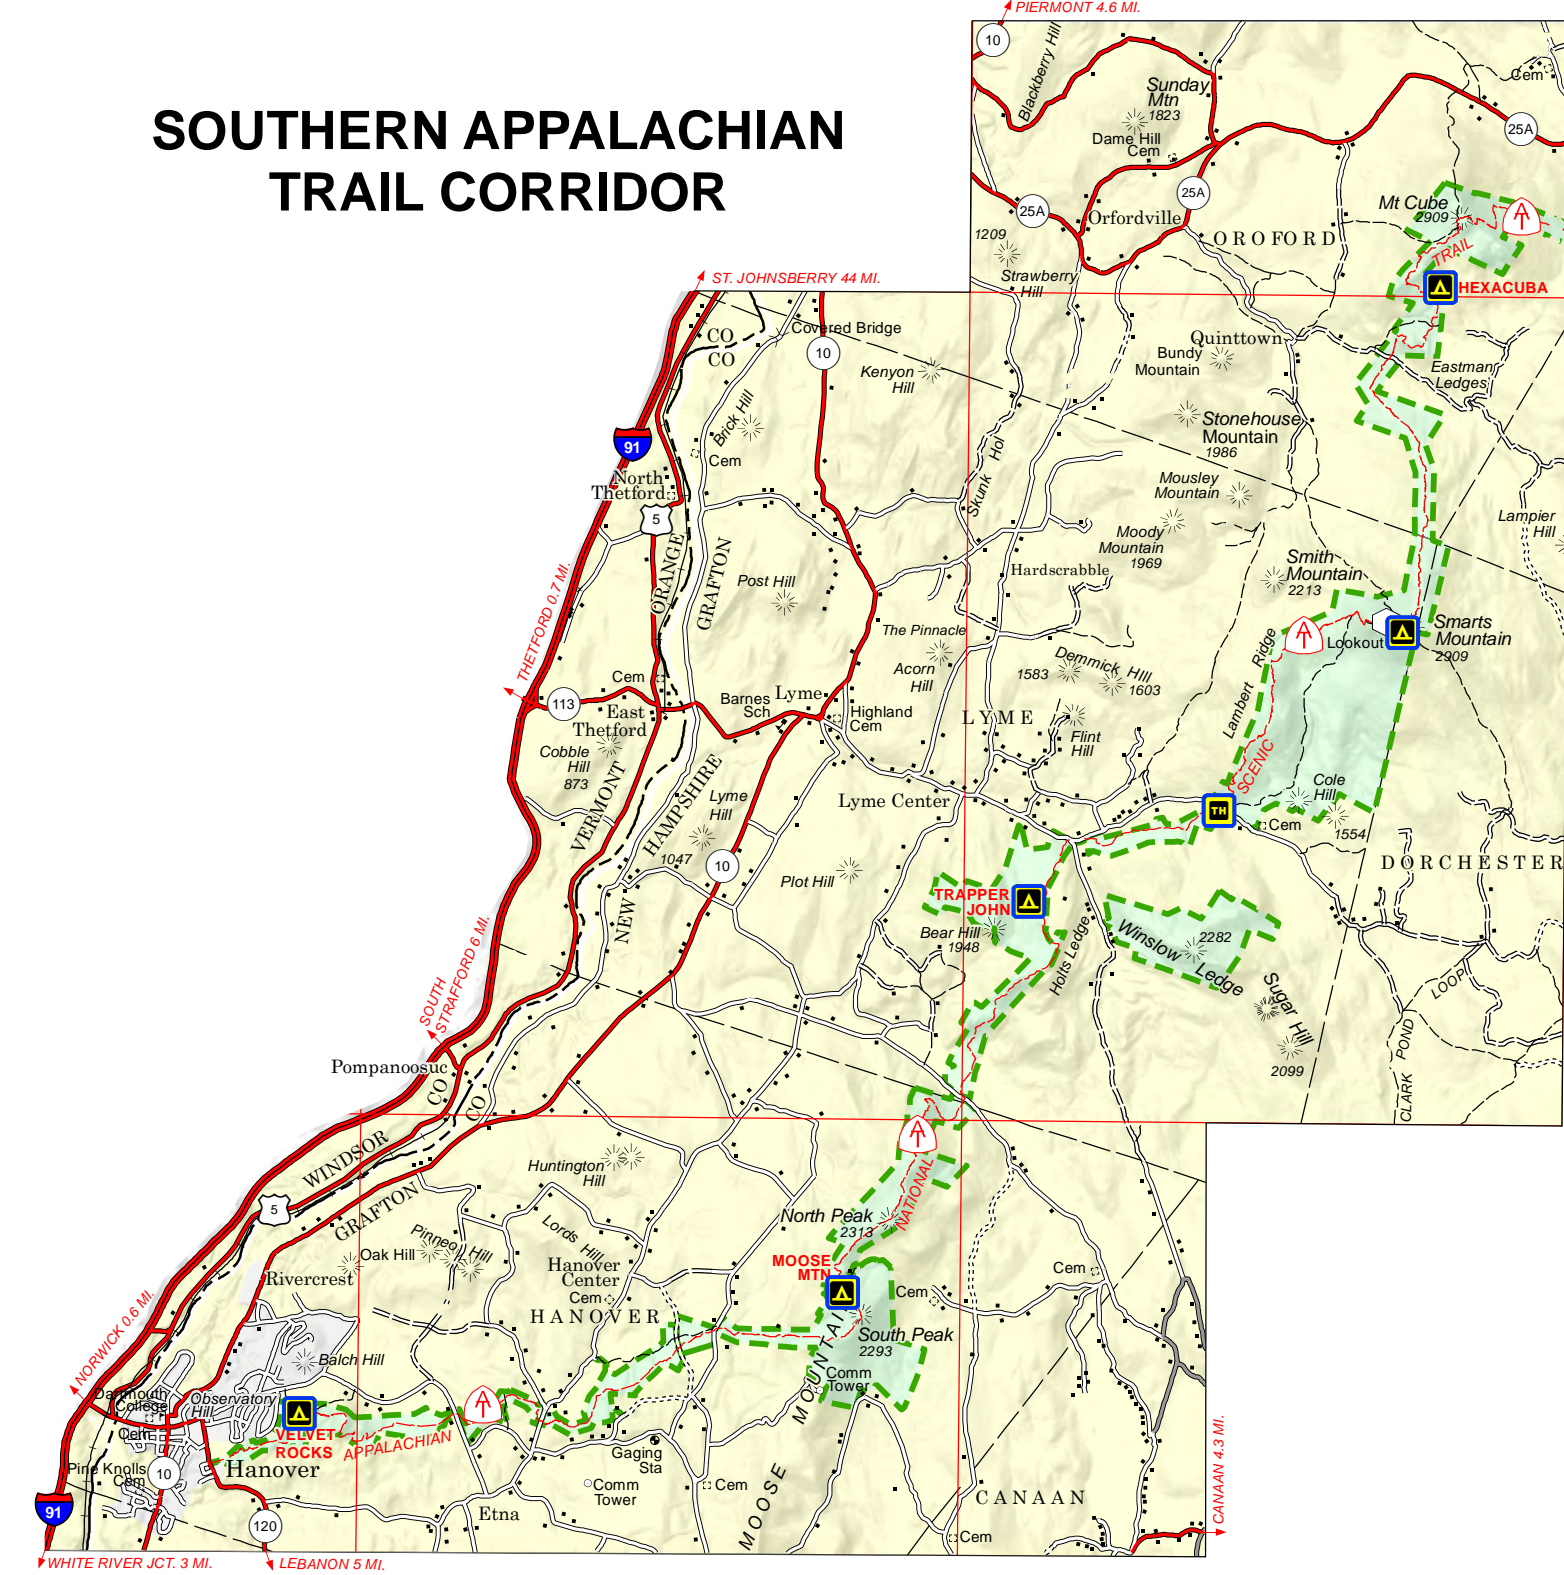 PIERMONT 4.6 MI.
SOUTHERN APPALACHIAN
TRAIL CORRIDOR
10
Blackberry Hill
Sunday
Mtn
1823
Dame Hill
Cem
Cem
25A
25A
25A
Orfordville
OROFORD
Mt Cube
2909
TRAIL
HEXACUBA
1209
Strawberry
Hill
ST. JOHNSBERRY 44 MI.
CO
CO
Covered Bridge
10
Kenyon
Hill
Quinttown
Bundy
Mountain
Eastman
Ledges
Brick Hill
Cem
91
North
Thetford
5
Stonehouse
Mountain
1986
Skunk Hol
Mousley
Mountain
Moody
Mountain
1969
Lampier
Hill
ORANGE
GRAFTON
Post Hill
Hardscrabble
Smith
Mountain
2213
THETFORD 0.7 MI.
The Pinnacle
Acorn
Hill
Demmick Hill
1583
1603
Lambert Ridge
Lookout
Smarts
Mountain
2909
Cem
113
East
Thetford
Barnes
Sch
Lyme
Highland
Cem
LYME
Flint
Hill
Cobble
Hill
873
VERMONT
NEW HAMPSHIRE
Lyme
Hill
1047
Lyme Center
SCENIC
Cole
Hill
TH
Cem
1554
DORCHESTER
10
Plot Hill
TRAPPER
JOHN
Bear Hill
1948
Holts Ledge
Winslow Ledge
2282
Sugar Hill
2099
LOOP
CLARK POND
SOUTH
STRAFFORD 6 MI.
Pompanoosuc
CO
CO
WINDSOR
GRAFTON
5
Huntington
Hill
NATIONAL
North Peak
2313
Pinneo Hill
Oak Hill
Lords Hill
Rivercrest
Hanover
Center
Cem
HANOVER
MOOSE
MTN
Cem
Cem
South Peak
2293
NORWICK 0.6 MI.
Balch Hill
Dartmouth
College
Observatory
Hill
Cem
Comm
Tower
MOOSE MOUNTAIN
VELVET
ROCKS
APPALACHIAN
Pine Knolls
Cem
10
Hanover
Gaging
Sta
Comm
Tower
Cem
CANAAN 4.3 MI.
CANAAN
91
120
Etna
Cem
WHITE RIVER JCT. 3 MI.
LEBANON 5 MI.